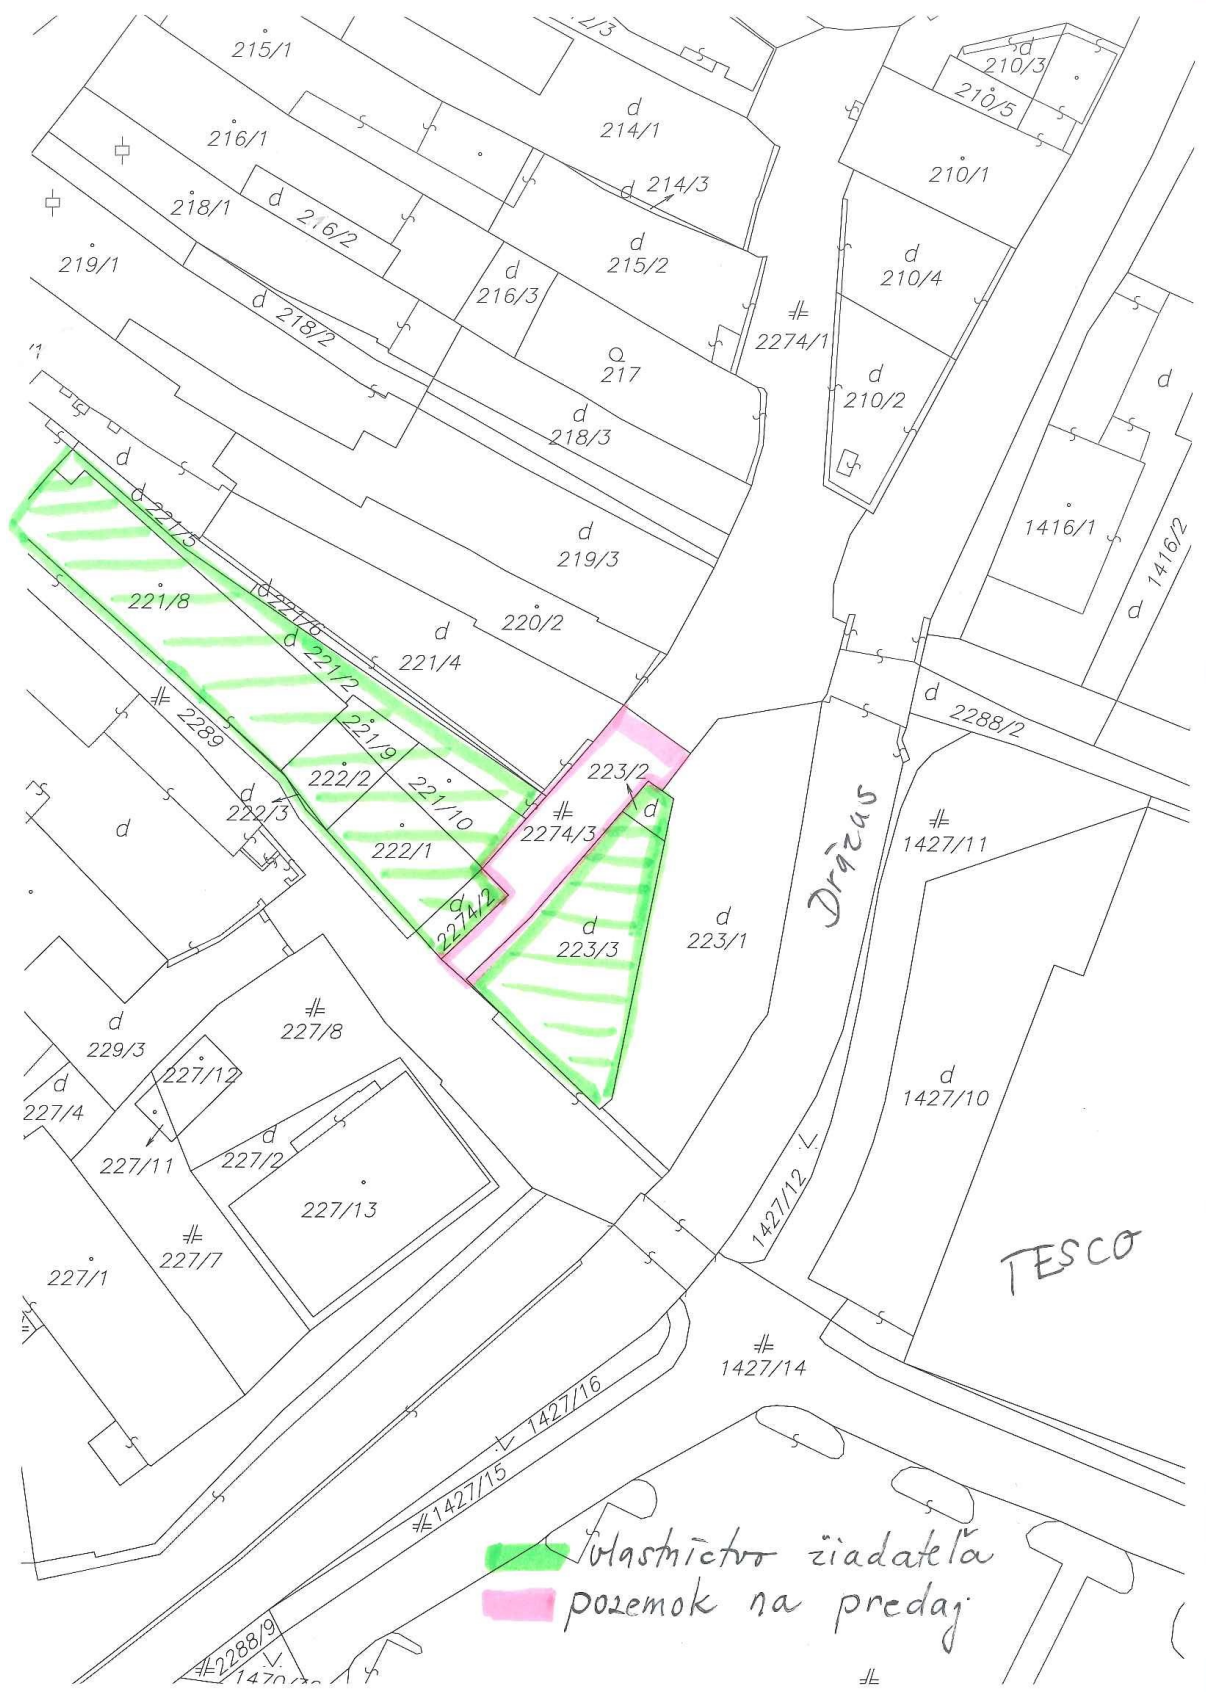 212/3
215/1
d
210/3
210/5
d
214/1
216/1
210/1
d 214/3
218/1
d 216/2
d
215/2
d
210/4
219/1
d
216/3
2274/1
d 218/2
217
d
210/2
d
d
218/3
d
d 221/5
1416/1
d
219/3
d 1416/2
221/8
d 221/6
220/2
d 221/2
d
221/4
d 2288/2
2289
221/9
223/2
222/2
221/10
d
222/3
d
2274/3
Drázus
1427/11
d
222/1
d
2274/2
d
223/3
d
223/1
227/8
d
229/3
227/12
d
227/4
d
1427/10
d
227/2
227/11
227/13
1427/12
227/7
227/1
TESCO
1427/14
1427/16
1427/15
vlastníctvo žiadateľa
pozemok na predaj
2288/9